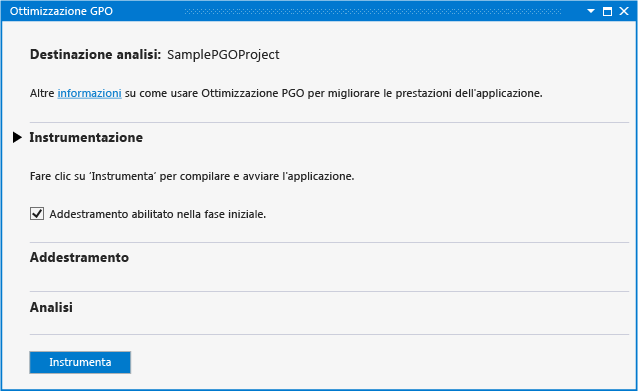 Ottimizzazione GPO
Destinazione analisi: SamplePGOProject
Altre informazioni su come usare Ottimizzazione PGO per migliorare le prestazioni dell'applicazione.
Instrumentazione
Fare clic su 'Instrumenta' per compilare e avviare l'applicazione.
Addestramento abilitato nella fase iniziale.
Addestramento
Analisi
Instrumenta